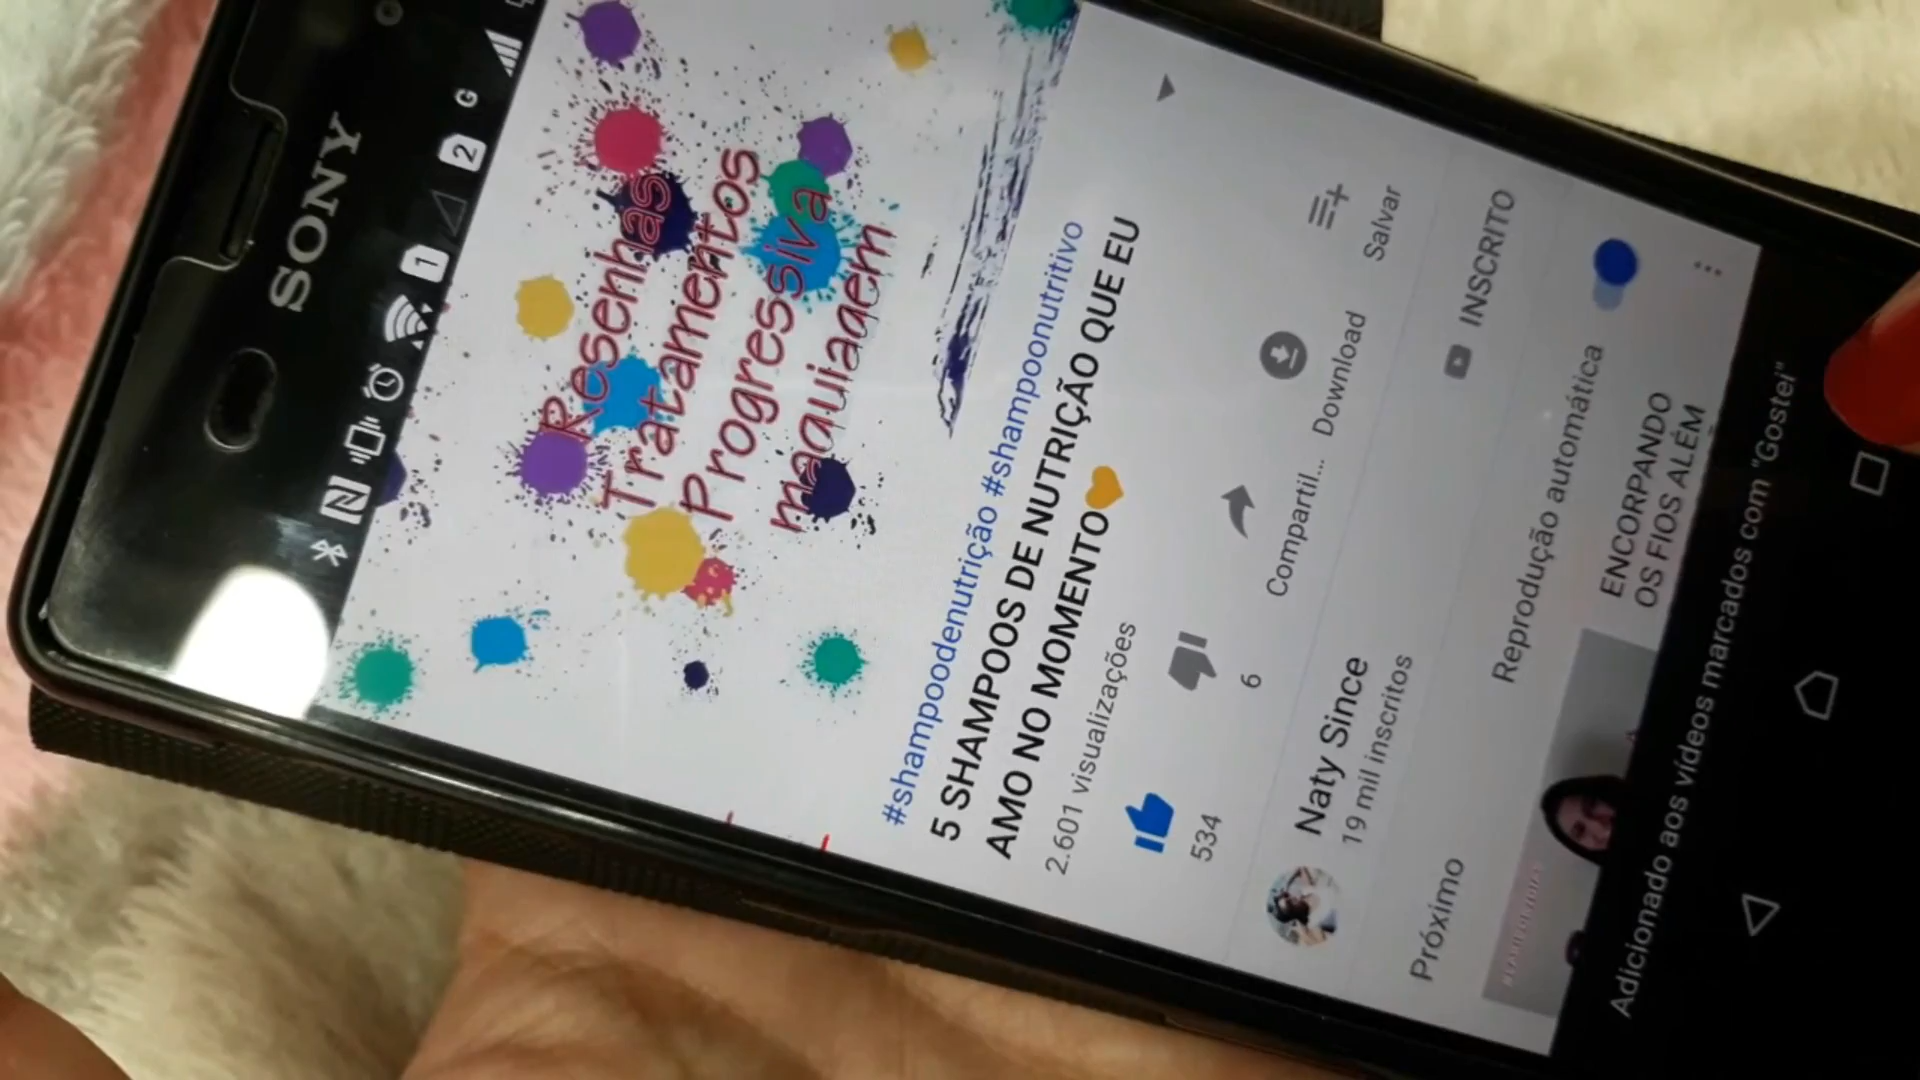 SONY
1
2
G
Resenhas
Tratamentos
Progressiva
maquiagem
#shampoodenutrição #shampoonutritivo
5 SHAMPOOS DE NUTRIÇÃO QUE EU
AMO NO MOMENTO🧡
2.601 visualizações
534
6
Compartil...
Download
Salvar
Naty Since
19 mil inscritos
INSCRITO
Próximo
Reprodução automática
ENCORPANDO
OS FIOS ALÉM
Adicionado aos vídeos marcados com "Gostei"